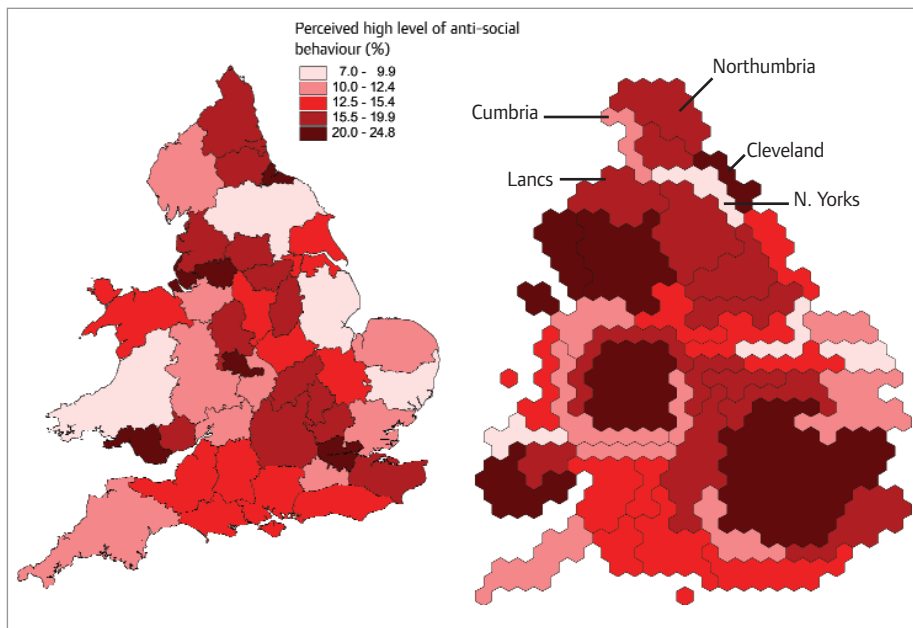 Perceived high level of anti-social
behaviour (%)
7.0 - 9.9
10.0 - 12.4
12.5 - 15.4
15.5 - 19.9
20.0 - 24.8
Northumbria
Cumbria
Cleveland
Lancs
N. Yorks